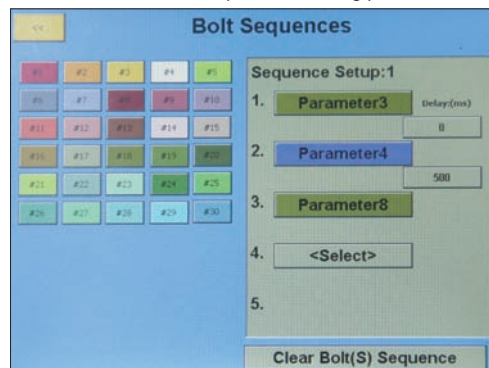 <<
Bolt Sequences
#1 #2 #3 #4 #5
#6 #7 #8 #9 #10
#11 #12 #13 #14 #15
#16 #17 #18 #19 #20
#21 #22 #23 #24 #25
#26 #27 #28 #29 #30
Sequence Setup:1
1. Parameter3 Delay:(ms)
0
2. Parameter4
500
3. Parameter8
4. <Select>
5.
Clear Bolt(S) Sequence